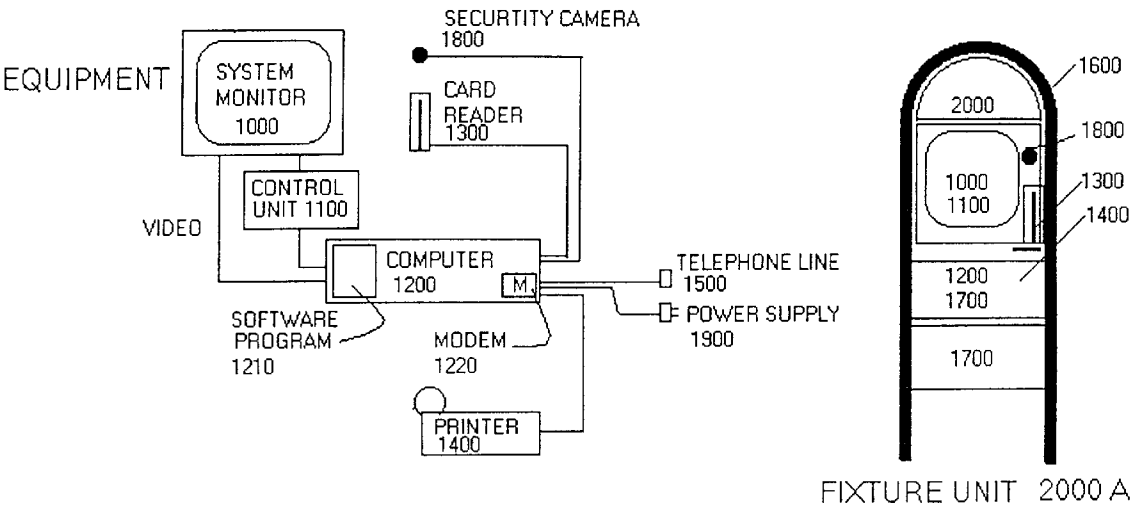 EQUIPMENT
SYSTEM
MONITOR
1000
CONTROL
UNIT 1100
VIDEO
SECURTITY CAMERA
1800
CARD
READER
1300
COMPUTER
1200
M
SOFTWARE
PROGRAM
1210
MODEM
1220
TELEPHONE LINE
1500
POWER SUPPLY
1900
PRINTER
1400
2000
1600
1800
1000
1100
1300
1400
1200
1700
1700
FIXTURE UNIT 2000 A